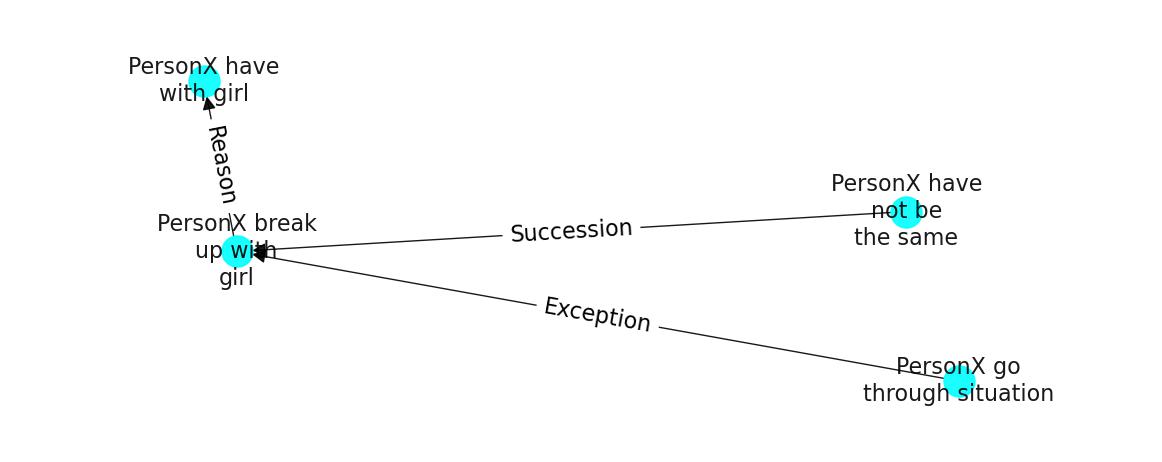 PersonX have
with girl
Reason
PersonX have
not be
the same
PersonX break
up with
girl
Succession
Exception
PersonX go
through situation